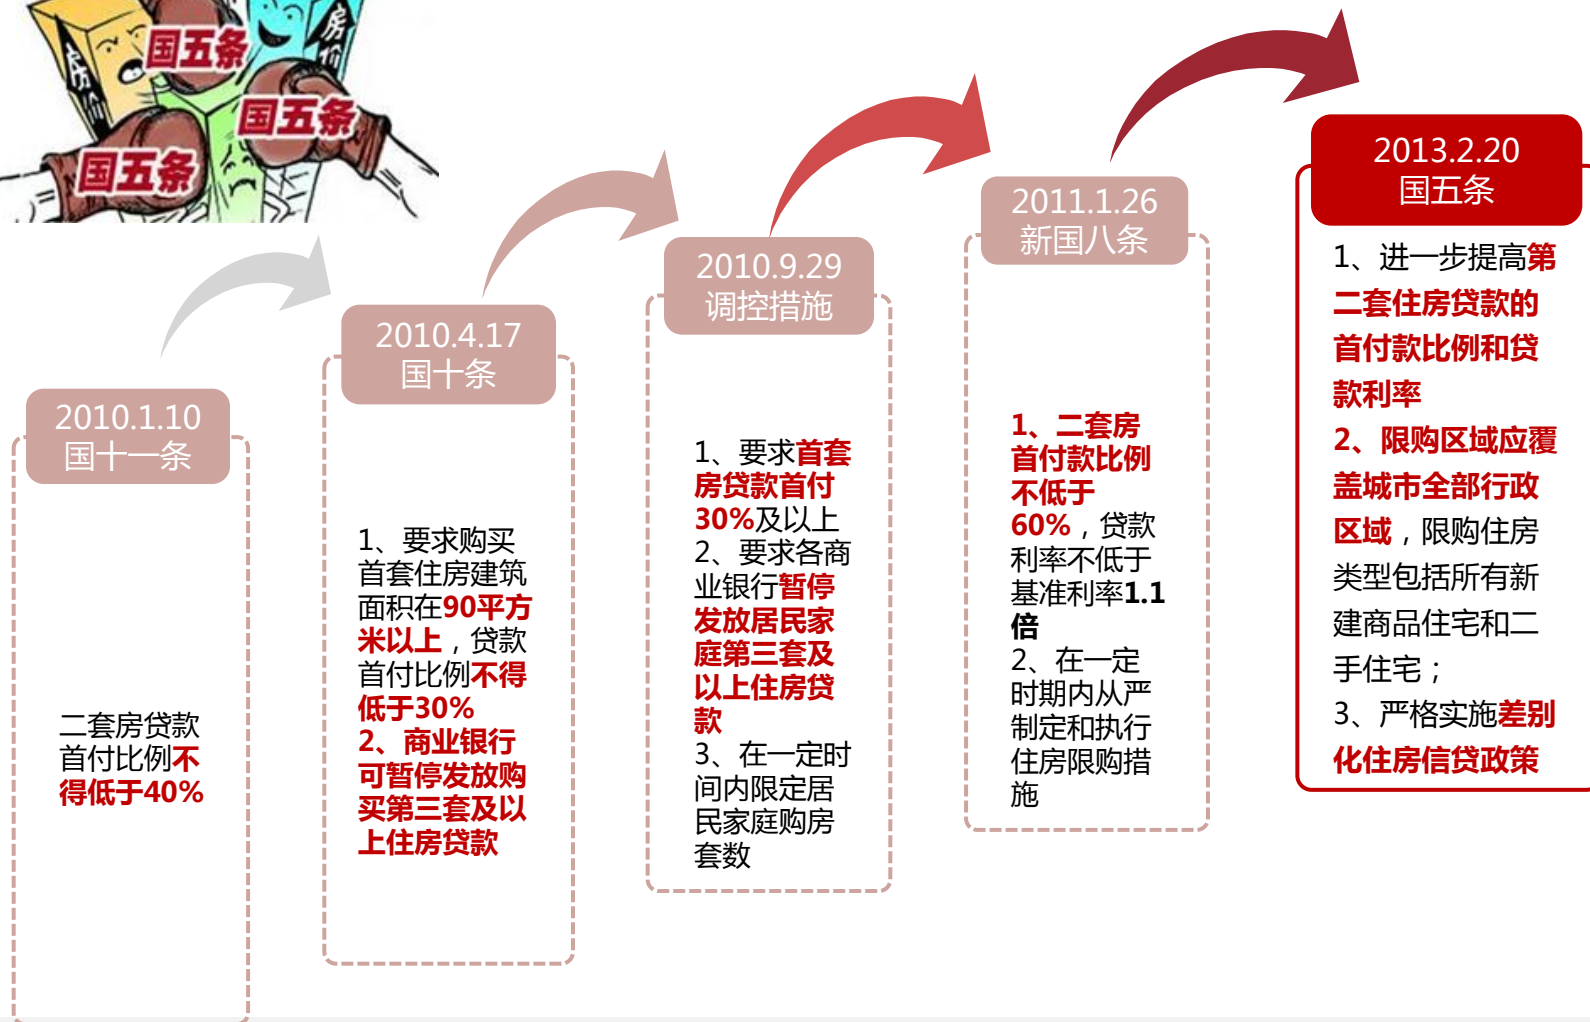 国五条
国五条
国五条
房价
房
2010.1.10
国十一条
二套房贷款
首付比例不
得低于40%
2010.4.17
国十条
1、要求购买
首套住房建筑
面积在90平方
米以上，贷款
首付比例不得
低于30%
2、商业银行
可暂停发放购
买第三套及以
上住房贷款
2010.9.29
调控措施
1、要求首套
房贷款首付
30%及以上
2、要求各商
业银行暂停
发放居民家
庭第三套及
以上住房贷
款
3、在一定时
间内限定居
民家庭购房
套数
2011.1.26
新国八条
1、二套房
首付款比例
不低于
60%，贷款
利率不低于
基准利率1.1
倍
2、在一定
时期内从严
制定和执行
住房限购措
施
2013.2.20
国五条
1、进一步提高第
二套住房贷款的
首付款比例和贷
款利率
2、限购区域应覆
盖城市全部行政
区域，限购住房
类型包括所有新
建商品住宅和二
手住宅；
3、严格实施差别
化住房信贷政策